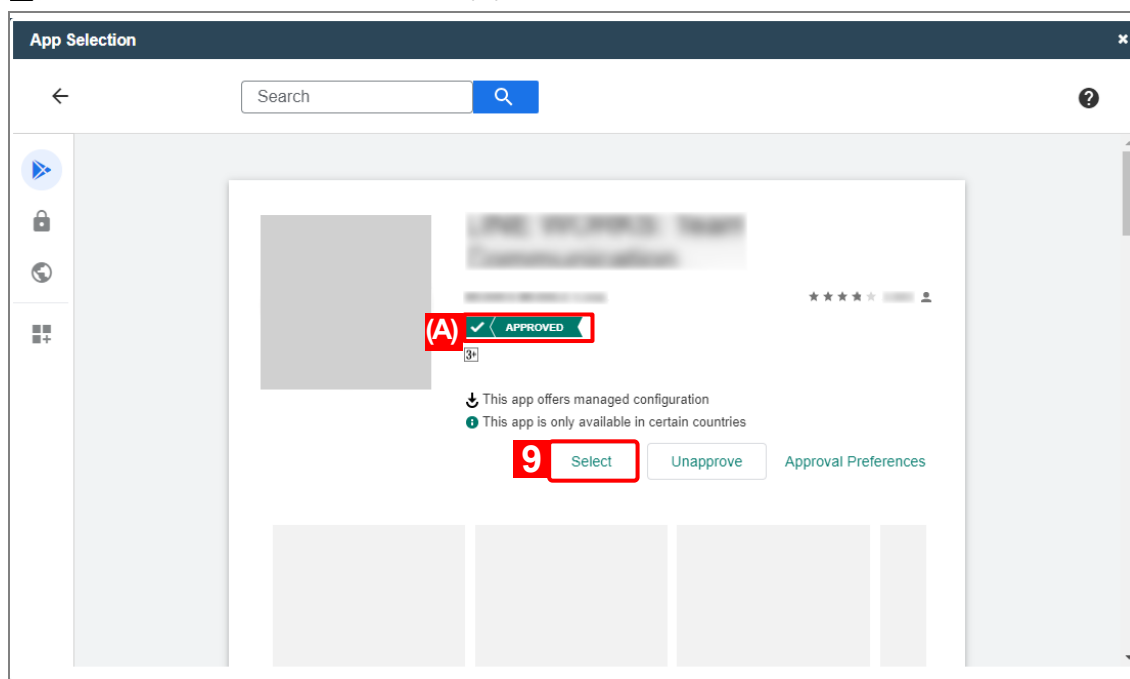 App Selection
Search
(A)
APPROVED
3+
This app offers managed configuration
This app is only available in certain countries
9 Select Unapprove Approval Preferences